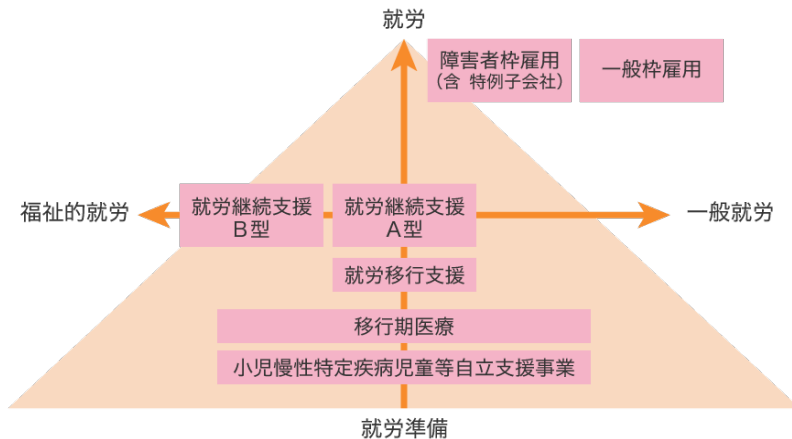 就労
障害者枠雇用
（含 特例子会社）
一般枠雇用
福祉的就労
就労継続支援
B型
就労継続支援
A型
一般就労
就労移行支援
移行期医療
小児慢性特定疾病児童等自立支援事業
就労準備